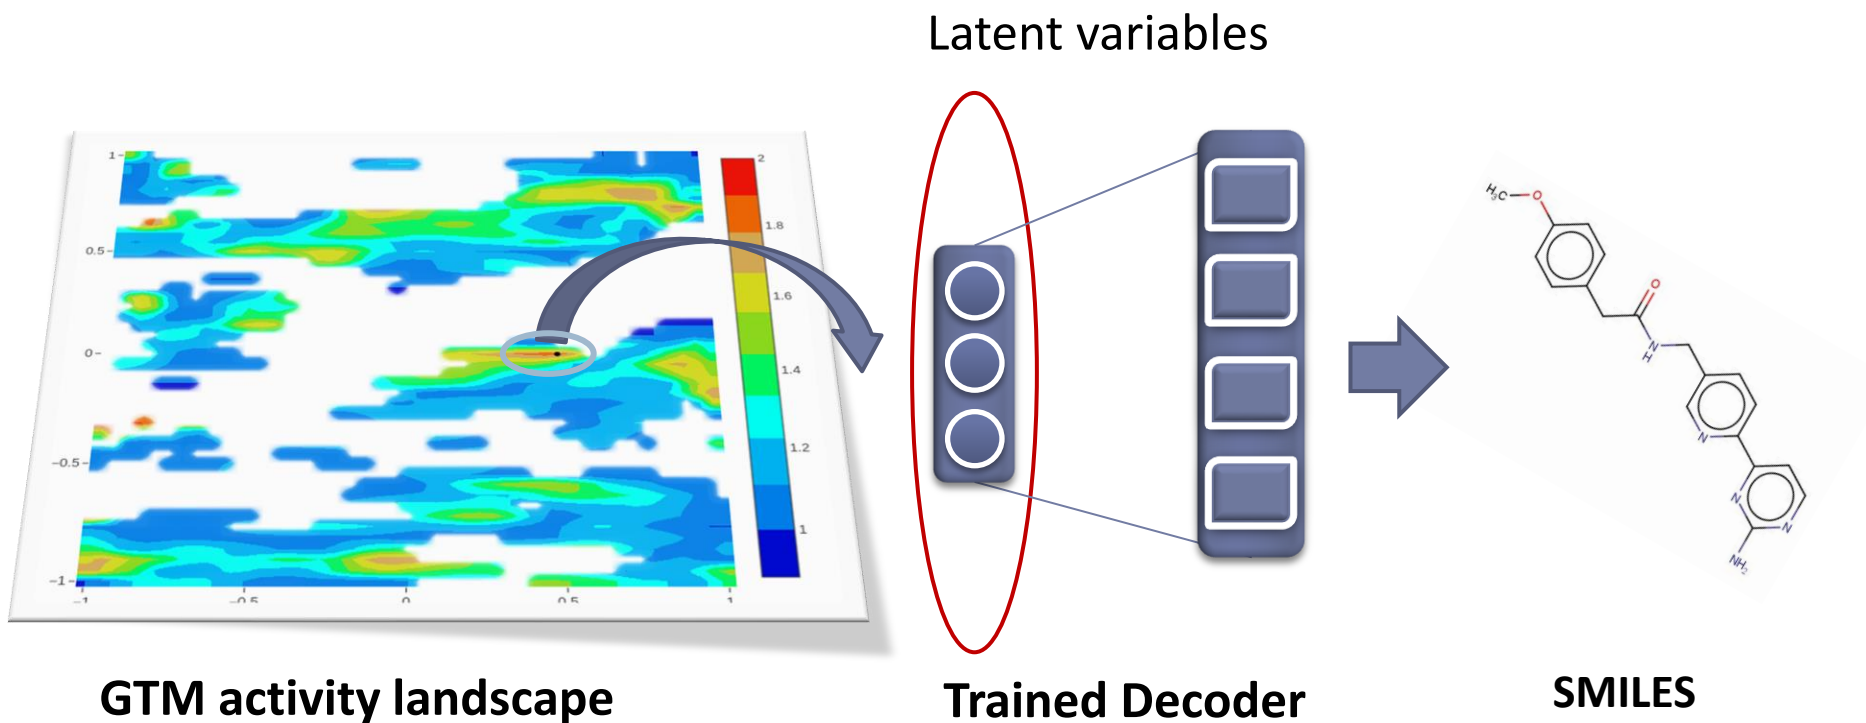 Latent variables
1
0.5
0
−0.5
−1
−1
−0.5
0
0.5
1
2
1.8
1.6
1.4
1.2
1
H₃C
O
O
N
H
N
N
N
NH₂
GTM activity landscape
Trained Decoder
SMILES